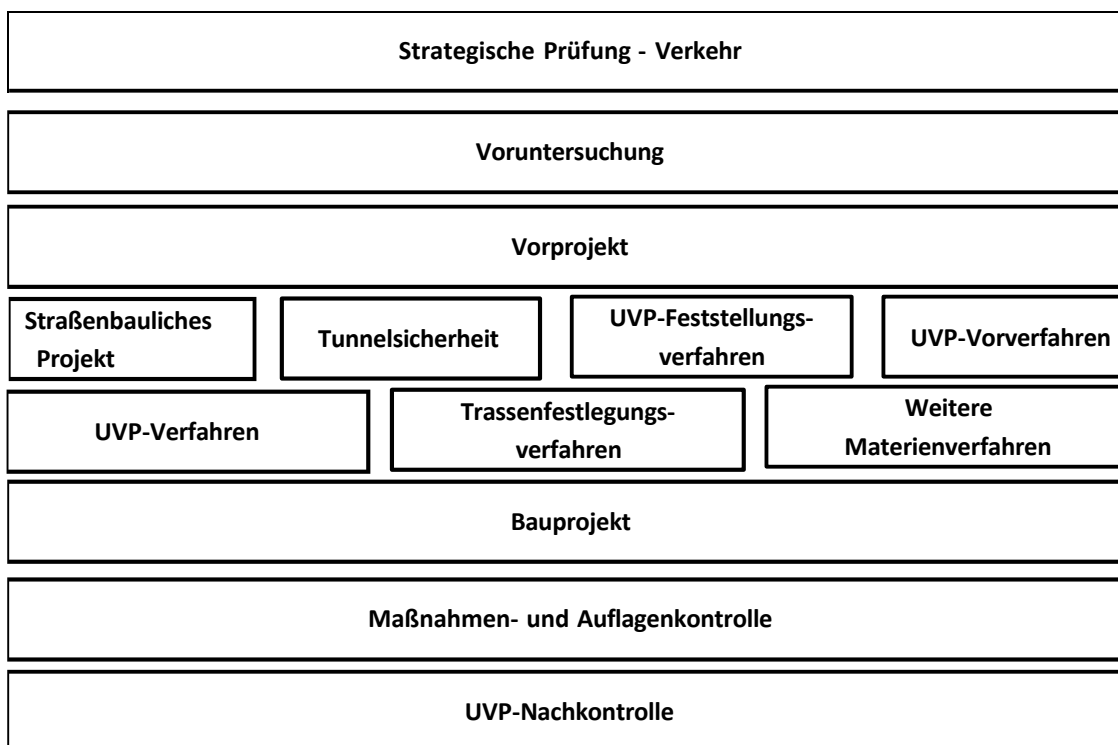 Strategische Prüfung - Verkehr
Voruntersuchung
Vorprojekt
Straßenbauliches
Projekt
Tunnelsicherheit
UVP-Feststellungs-
verfahren
UVP-Vorverfahren
UVP-Verfahren
Trassenfestlegungs-
verfahren
Weitere
Materienverfahren
Bauprojekt
Maßnahmen- und Auflagenkontrolle
UVP-Nachkontrolle